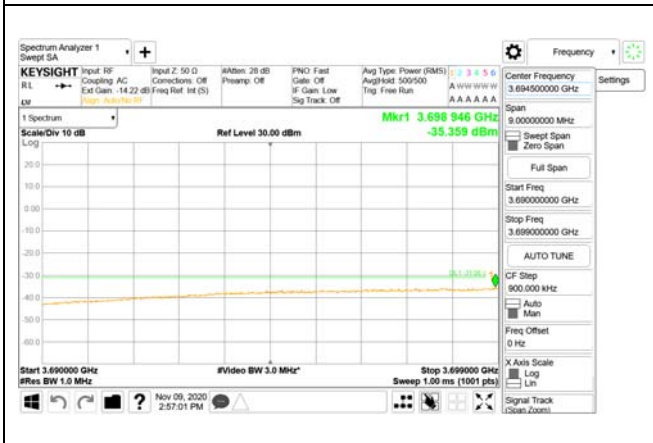 Spectrum Analyzer 1
Swept SA
+
Frequency
KEYSIGHT
RL
Input: RF
Coupling: AC
Ext Gain: -14.22 dB
Align: Auto/No RF
Input Z: 50 Ω
Corrections: Off
Freq Ref: Int (S)
#Atten: 28 dB
Preamp: Off
PNO: Fast
Gate: Off
IF Gain: Low
Sig Track: Off
Avg Type: Power (RMS)
Avg|Hold: 500/500
Trig: Free Run
1 2 3 4 5 6
A W W W W W
A A A A A A
1 Spectrum
Scale/Div 10 dB
Ref Level 30.00 dBm
Mkr1 3.698 946 GHz
-35.359 dBm
Log
20.0
10.0
0.00
-10.0
-20.0
-30.0
-40.0
-50.0
-60.0
Start 3.690000 GHz
#Res BW 1.0 MHz
#Video BW 3.0 MHz*
Stop 3.699000 GHz
Sweep 1.00 ms (1001 pts)
Nov 09, 2020
2:57:01 PM
?
Center Frequency
3.694500000 GHz
Settings
Span
9.00000000 MHz
Swept Span
Zero Span
Full Span
Start Freq
3.690000000 GHz
Stop Freq
3.699000000 GHz
AUTO TUNE
CF Step
900.000 kHz
Auto
Man
Freq Offset
0 Hz
X Axis Scale
Log
Lin
Signal Track
(Span Zoom)